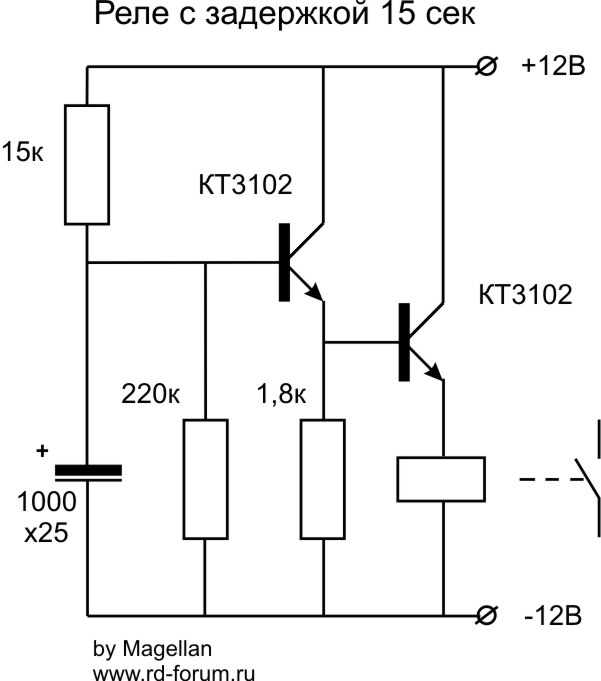 Реле с задержкой 15 сек
+12В
15к
КТ3102
КТ3102
220к
1,8к
+
1000
x25
-12В
by Magellan
www.rd-forum.ru